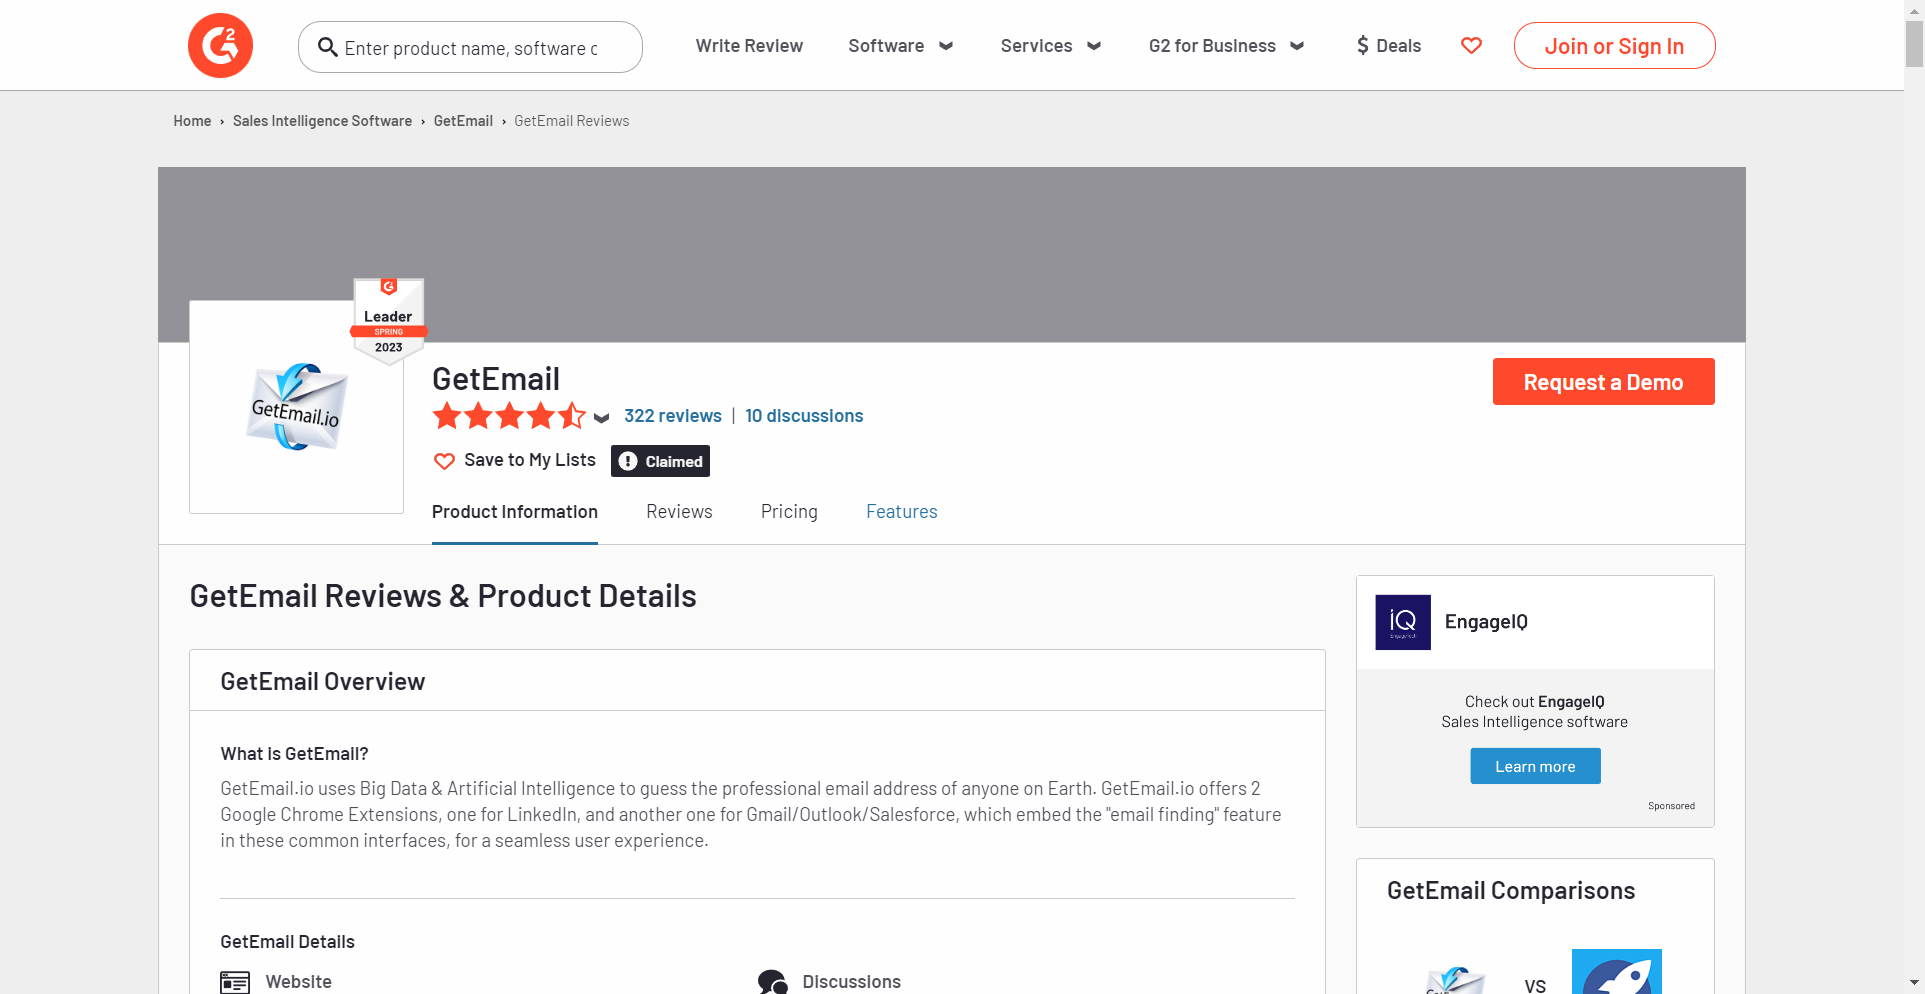 G2
Enter product name, software c
Write Review
Software
Services
G2 for Business
$ Deals
Join or Sign In
Home › Sales Intelligence Software › GetEmail › GetEmail Reviews
Leader
SPRING
2023
GetEmail.io
GetEmail
Request a Demo
322 reviews | 10 discussions
Save to My Lists
Claimed
Product Information
Reviews
Pricing
Features
GetEmail Reviews & Product Details
GetEmail Overview
What is GetEmail?
GetEmail.io uses Big Data & Artificial Intelligence to guess the professional email address of anyone on Earth. GetEmail.io offers 2
Google Chrome Extensions, one for LinkedIn, and another one for Gmail/Outlook/Salesforce, which embed the "email finding" feature
in these common interfaces, for a seamless user experience.
GetEmail Details
Website
Discussions
iQ
EngageIQ
Check out EngageIQ
Sales Intelligence software
Learn more
Sponsored
GetEmail Comparisons
VS